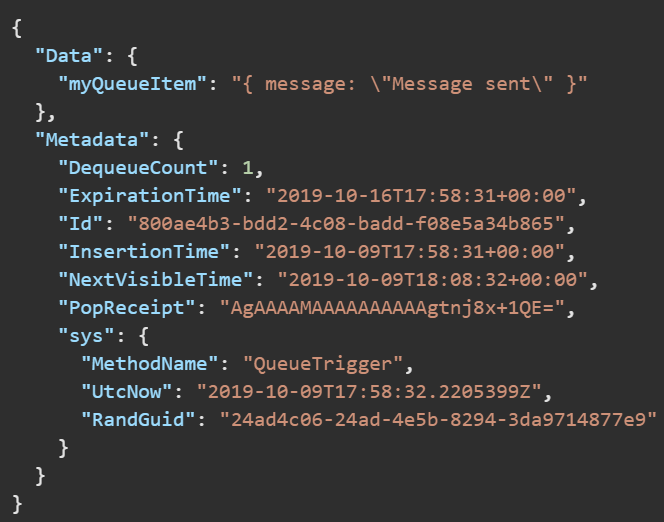 {
  "Data": {
    "myQueueItem": "{ message: \"Message sent\" }"
  },
  "Metadata": {
    "DequeueCount": 1,
    "ExpirationTime": "2019-10-16T17:58:31+00:00",
    "Id": "800ae4b3-bdd2-4c08-badd-f08e5a34b865",
    "InsertionTime": "2019-10-09T17:58:31+00:00",
    "NextVisibleTime": "2019-10-09T18:08:32+00:00",
    "PopReceipt": "AgAAAAMAAAAAAAAAAgtnj8x+1QE=",
    "sys": {
      "MethodName": "QueueTrigger",
      "UtcNow": "2019-10-09T17:58:32.2205399Z",
      "RandGuid": "24ad4c06-24ad-4e5b-8294-3da9714877e9"
    }
  }
}